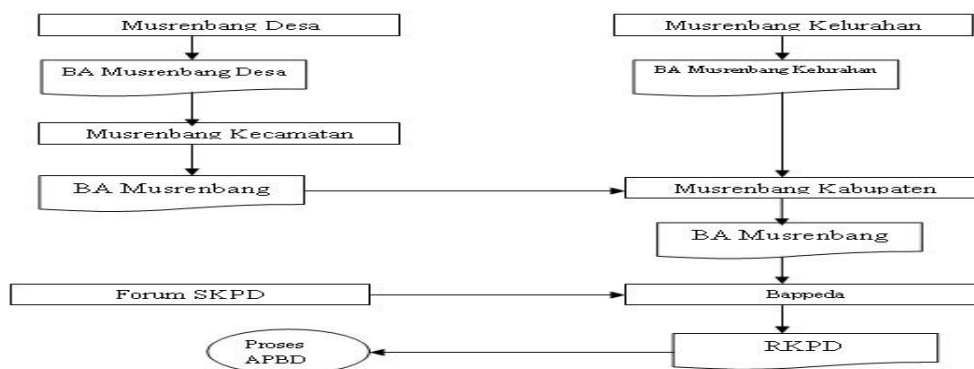 Musrenbang Desa
Musrenbang Kelurahan
BA Musrenbang Desa
BA Musrenbang Kelurahan
Musrenbang Kecamatan
BA Musrenbang
Musrenbang Kabupaten
BA Musrenbang
Forum SKPD
Bappeda
Proses
APBD
RKPD